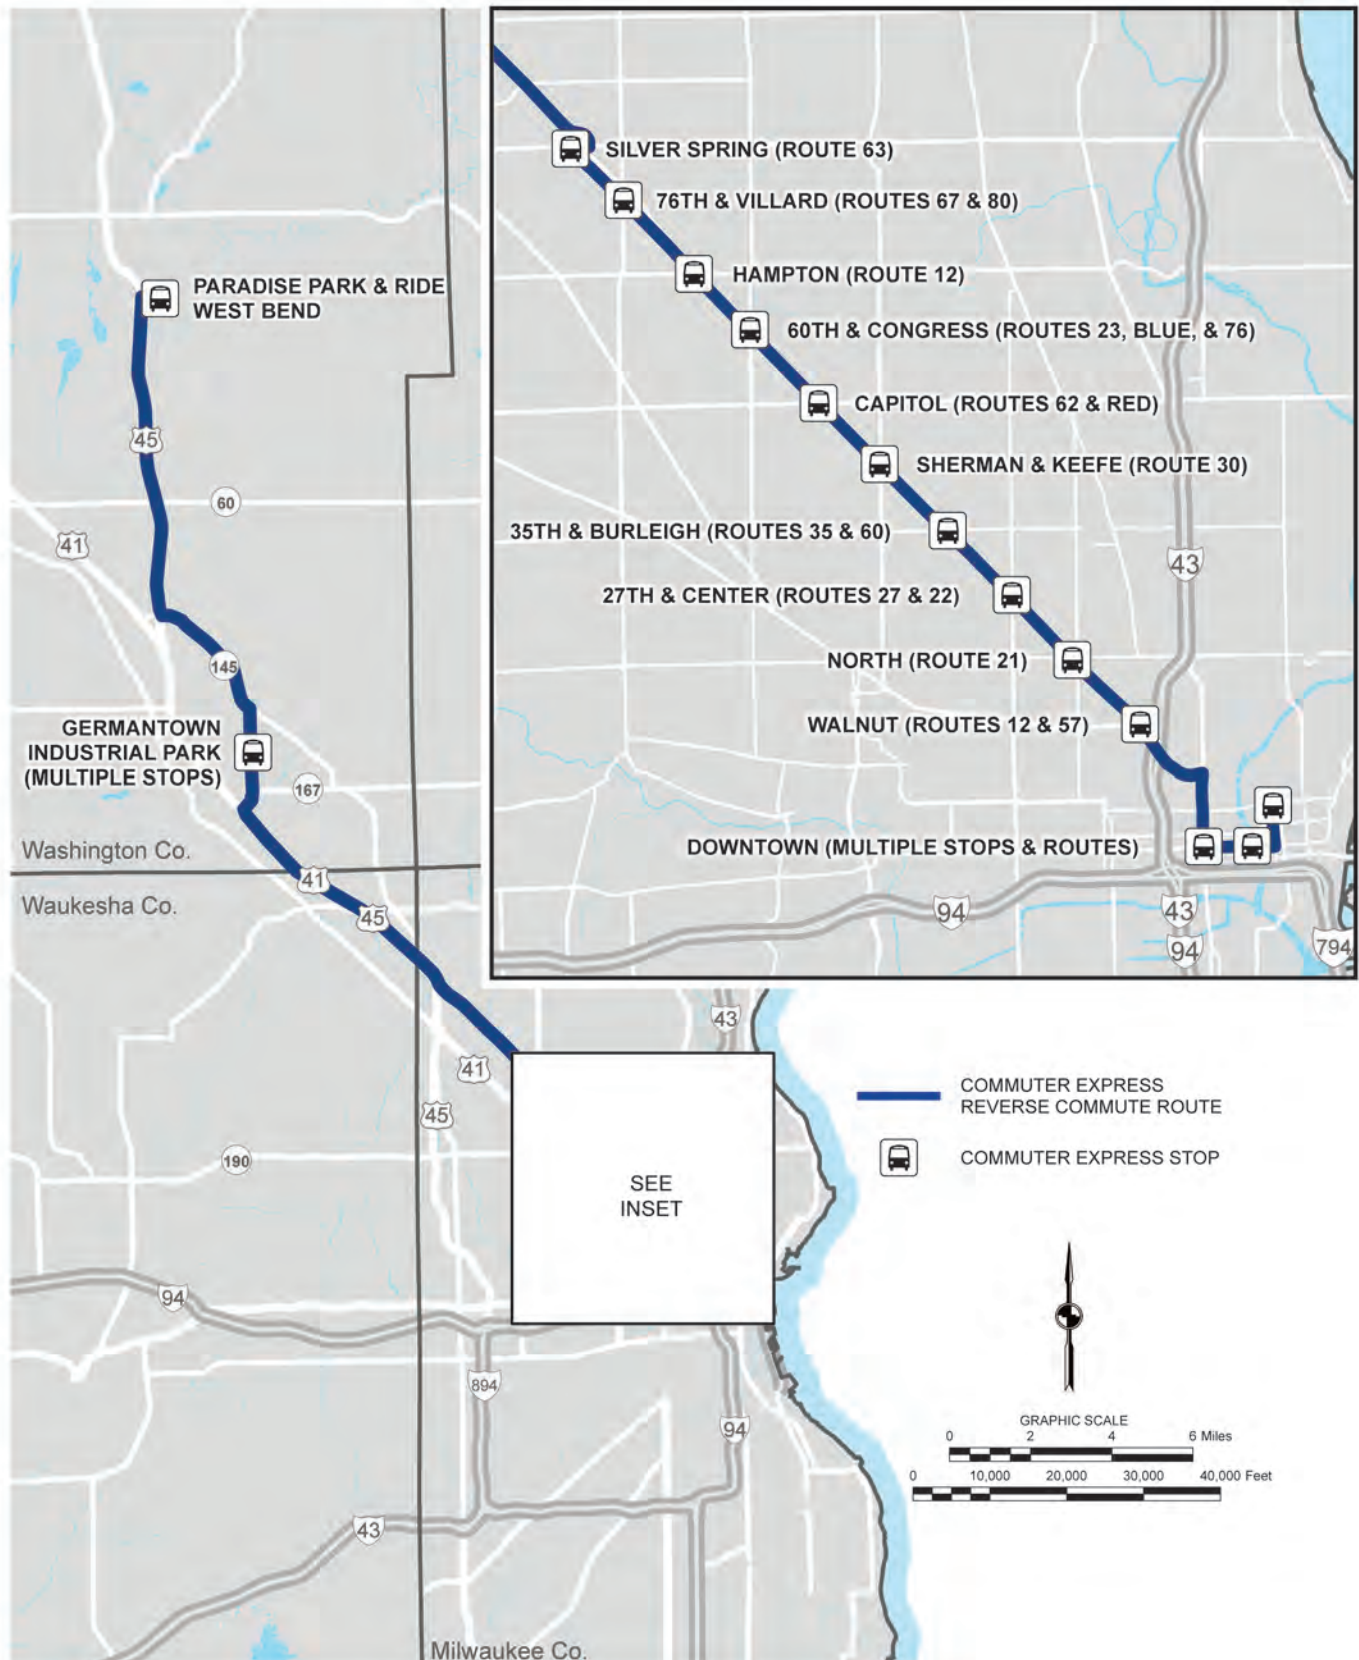 SILVER SPRING (ROUTE 63)
76TH & VILLARD (ROUTES 67 & 80)
HAMPTON (ROUTE 12)
60TH & CONGRESS (ROUTES 23, BLUE, & 76)
CAPITOL (ROUTES 62 & RED)
SHERMAN & KEEFE (ROUTE 30)
35TH & BURLEIGH (ROUTES 35 & 60)
43
27TH & CENTER (ROUTES 27 & 22)
NORTH (ROUTE 21)
WALNUT (ROUTES 12 & 57)
DOWNTOWN (MULTIPLE STOPS & ROUTES)
94
43
94
794
PARADISE PARK & RIDE
WEST BEND
45
60
41
145
GERMANTOWN
INDUSTRIAL PARK
(MULTIPLE STOPS)
167
Washington Co.
Waukesha Co.
41
45
43
41
45
190
SEE
INSET
94
894
94
43
Milwaukee Co.
COMMUTER EXPRESS
REVERSE COMMUTE ROUTE
COMMUTER EXPRESS STOP
GRAPHIC SCALE
0 2 4 6 Miles
0 10,000 20,000 30,000 40,000 Feet